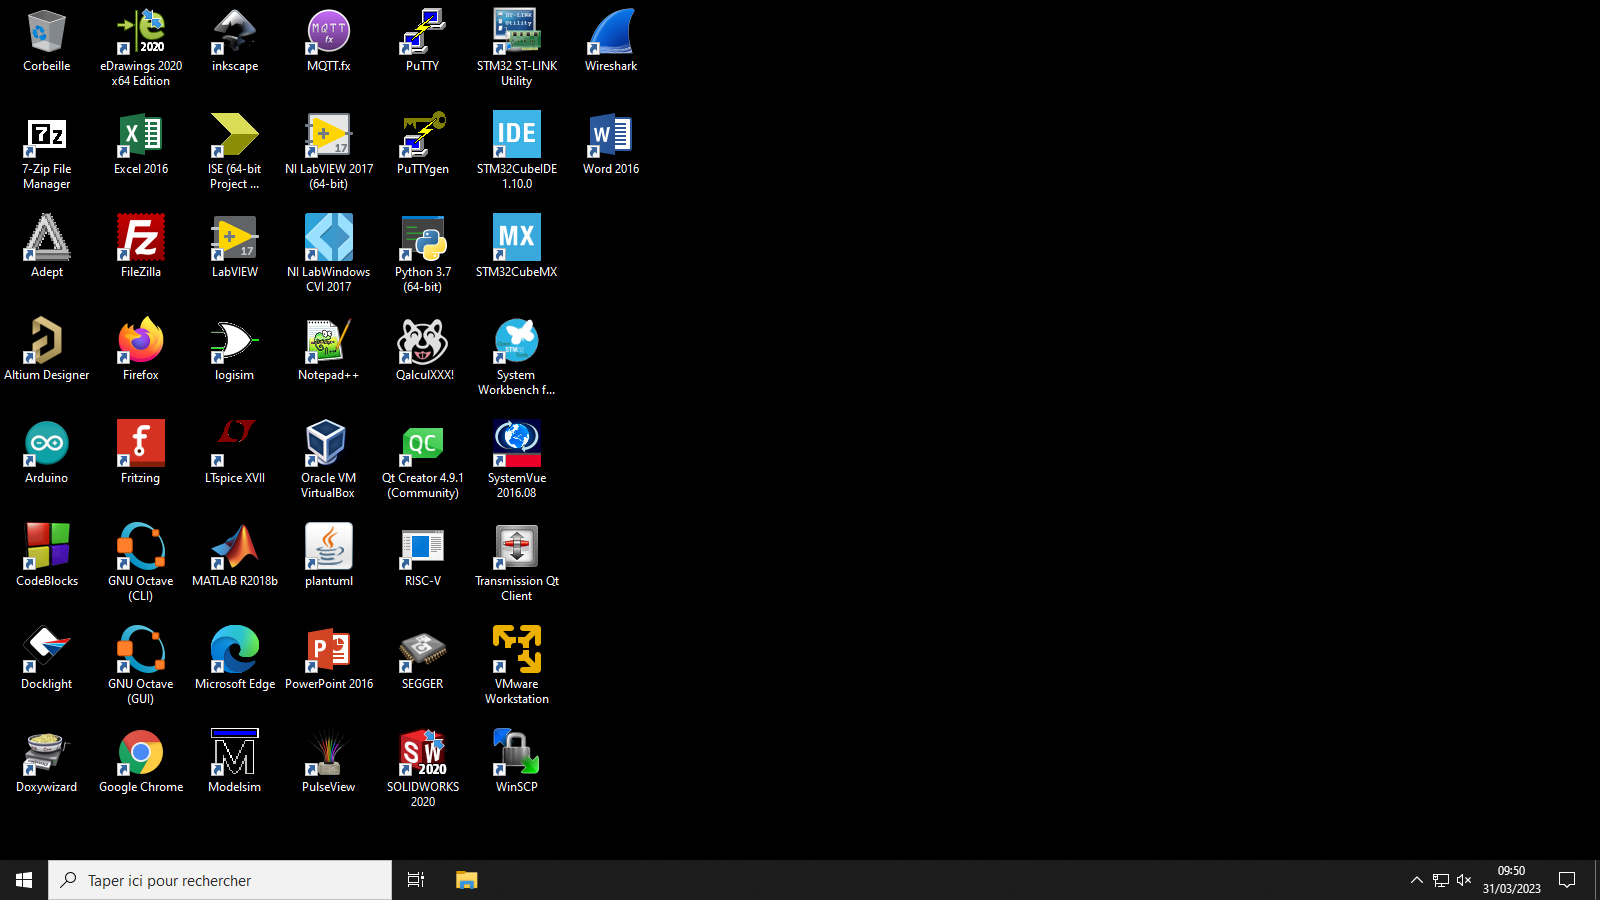 Corbeille
eDrawings 2020
x64 Edition
inkscape
MQTT.fx
PuTTY
STM32 ST-LINK
Utility
Wireshark
7-Zip File
Manager
Excel 2016
ISE (64-bit
Project ...
NI LabVIEW 2017
(64-bit)
PuTTYgen
STM32CubeIDE
1.10.0
Word 2016
Adept
FileZilla
LabVIEW
NI LabWindows
CVI 2017
Python 3.7
(64-bit)
STM32CubeMX
Altium Designer
Firefox
logisim
Notepad++
QalculXXX!
System
Workbench f...
Arduino
Fritzing
LTspice XVII
Oracle VM
VirtualBox
Qt Creator 4.9.1
(Community)
SystemVue
2016.08
CodeBlocks
GNU Octave
(CLI)
MATLAB R2018b
plantuml
RISC-V
Transmission Qt
Client
Docklight
GNU Octave
(GUI)
Microsoft Edge
PowerPoint 2016
SEGGER
VMware
Workstation
Doxywizard
Google Chrome
Modelsim
PulseView
SOLIDWORKS
2020
WinSCP
Taper ici pour rechercher
09:50
31/03/2023